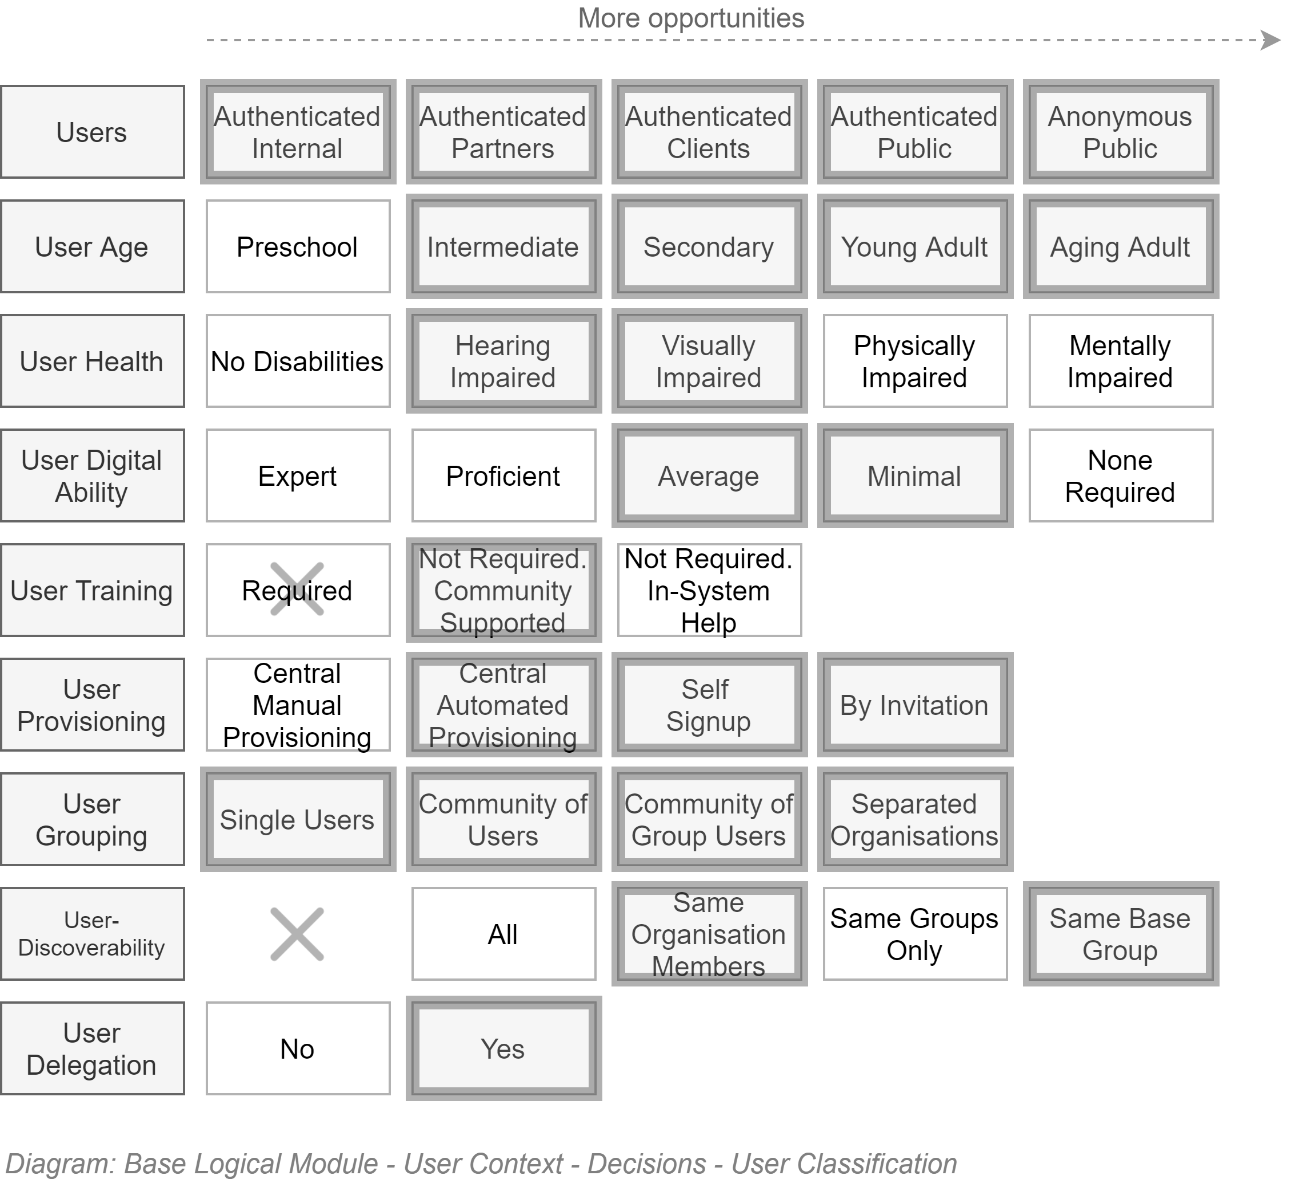 More opportunities
Users
Authenticated
Internal
Authenticated
Partners
Authenticated
Clients
Authenticated
Public
Anonymous
Public
User Age
Preschool
Intermediate
Secondary
Young Adult
Aging Adult
User Health
No Disabilities
Hearing
Impaired
Visually
Impaired
Physically
Impaired
Mentally
Impaired
User Digital
Ability
Expert
Proficient
Average
Minimal
None
Required
User Training
Required
Not Required.
Community
Supported
Not Required.
In-System
Help
User
Provisioning
Central
Manual
Provisioning
Central
Automated
Provisioning
Self
Signup
By Invitation
User
Grouping
Single Users
Community of
Users
Community of
Group Users
Separated
Organisations
User-
Discoverability
All
Same
Organisation
Members
Same Groups
Only
Same Base
Group
User
Delegation
No
Yes
Diagram: Base Logical Module - User Context - Decisions - User Classification